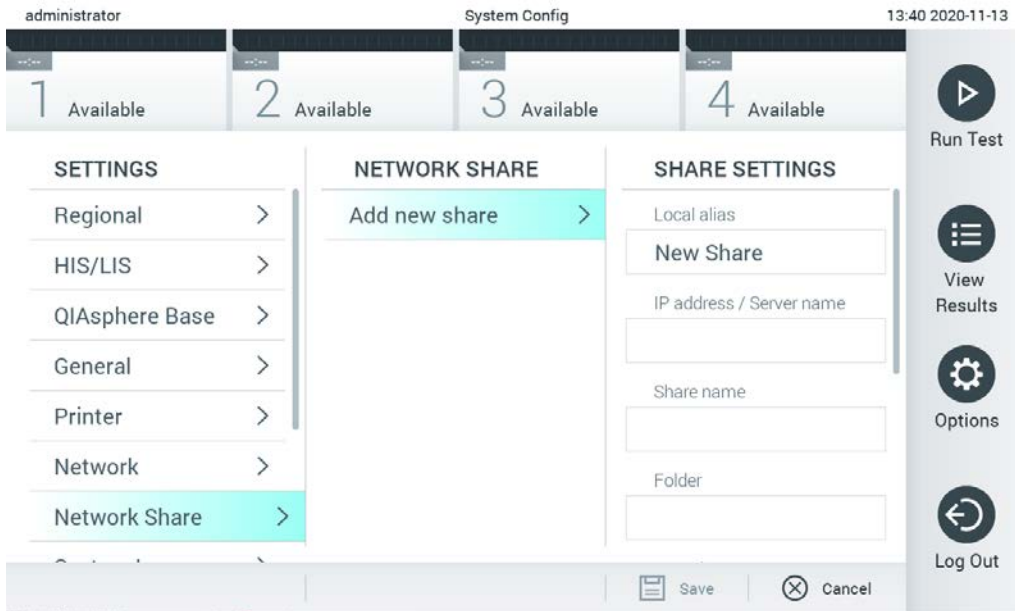 administrator
System Config
13:40 2020-11-13
--:--
--:--
--:--
--:--
1 Available
2 Available
3 Available
4 Available
Run Test
View
Results
Options
Log Out
SETTINGS
Regional
HIS/LIS
QIAsphere Base
General
Printer
Network
Network Share
NETWORK SHARE
Add new share
SHARE SETTINGS
Local alias
New Share
IP address / Server name
Share name
Folder
Save
Cancel